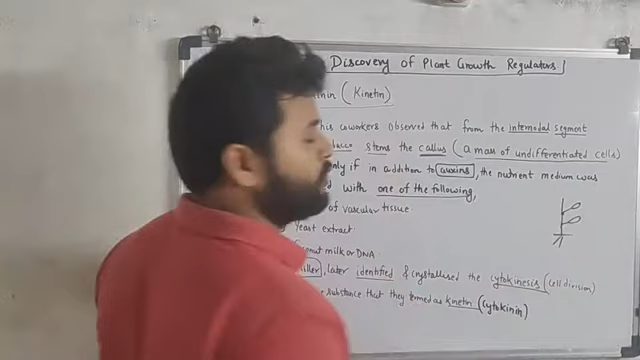 Discovery of Plant Growth Regulators
(Kinetin)
coworkers observed that from the internodal segment
stems the callus (a mass of undifferentiated cells)
only if in addition to auxins, the nutrient medium was
with one of the following,
of vascular tissue
Yeast extract
milk or DNA
, later identified & crystallised the cytokinesis (cell division)
substance that they termed as kinetin (cytokinin)